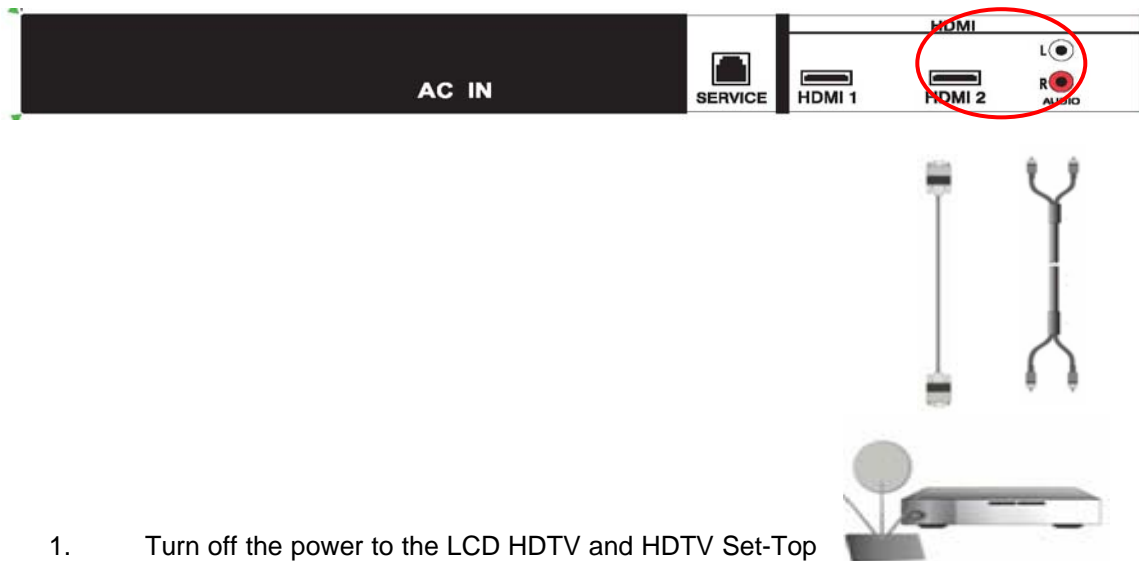 HDMI
L
AC IN
SERVICE
HDMI 1
HDMI 2
R
AUDIO
1. Turn off the power to the LCD HDTV and HDTV Set-Top